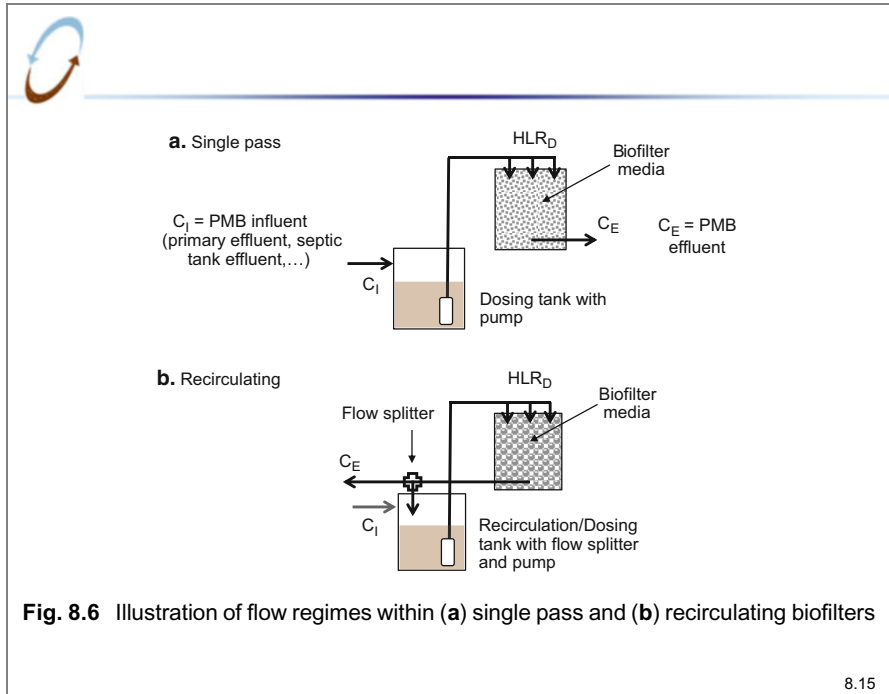 a. Single pass
HLR_D
Biofilter
media
C_I = PMB influent
(primary effluent, septic
tank effluent,...)
C_I
C_E
C_E = PMB
effluent
Dosing tank with
pump
b. Recirculating
HLR_D
Biofilter
media
Flow splitter
C_E
C_I
Recirculation/Dosing
tank with flow splitter
and pump
Fig. 8.6 Illustration of flow regimes within (a) single pass and (b) recirculating biofilters
8.15